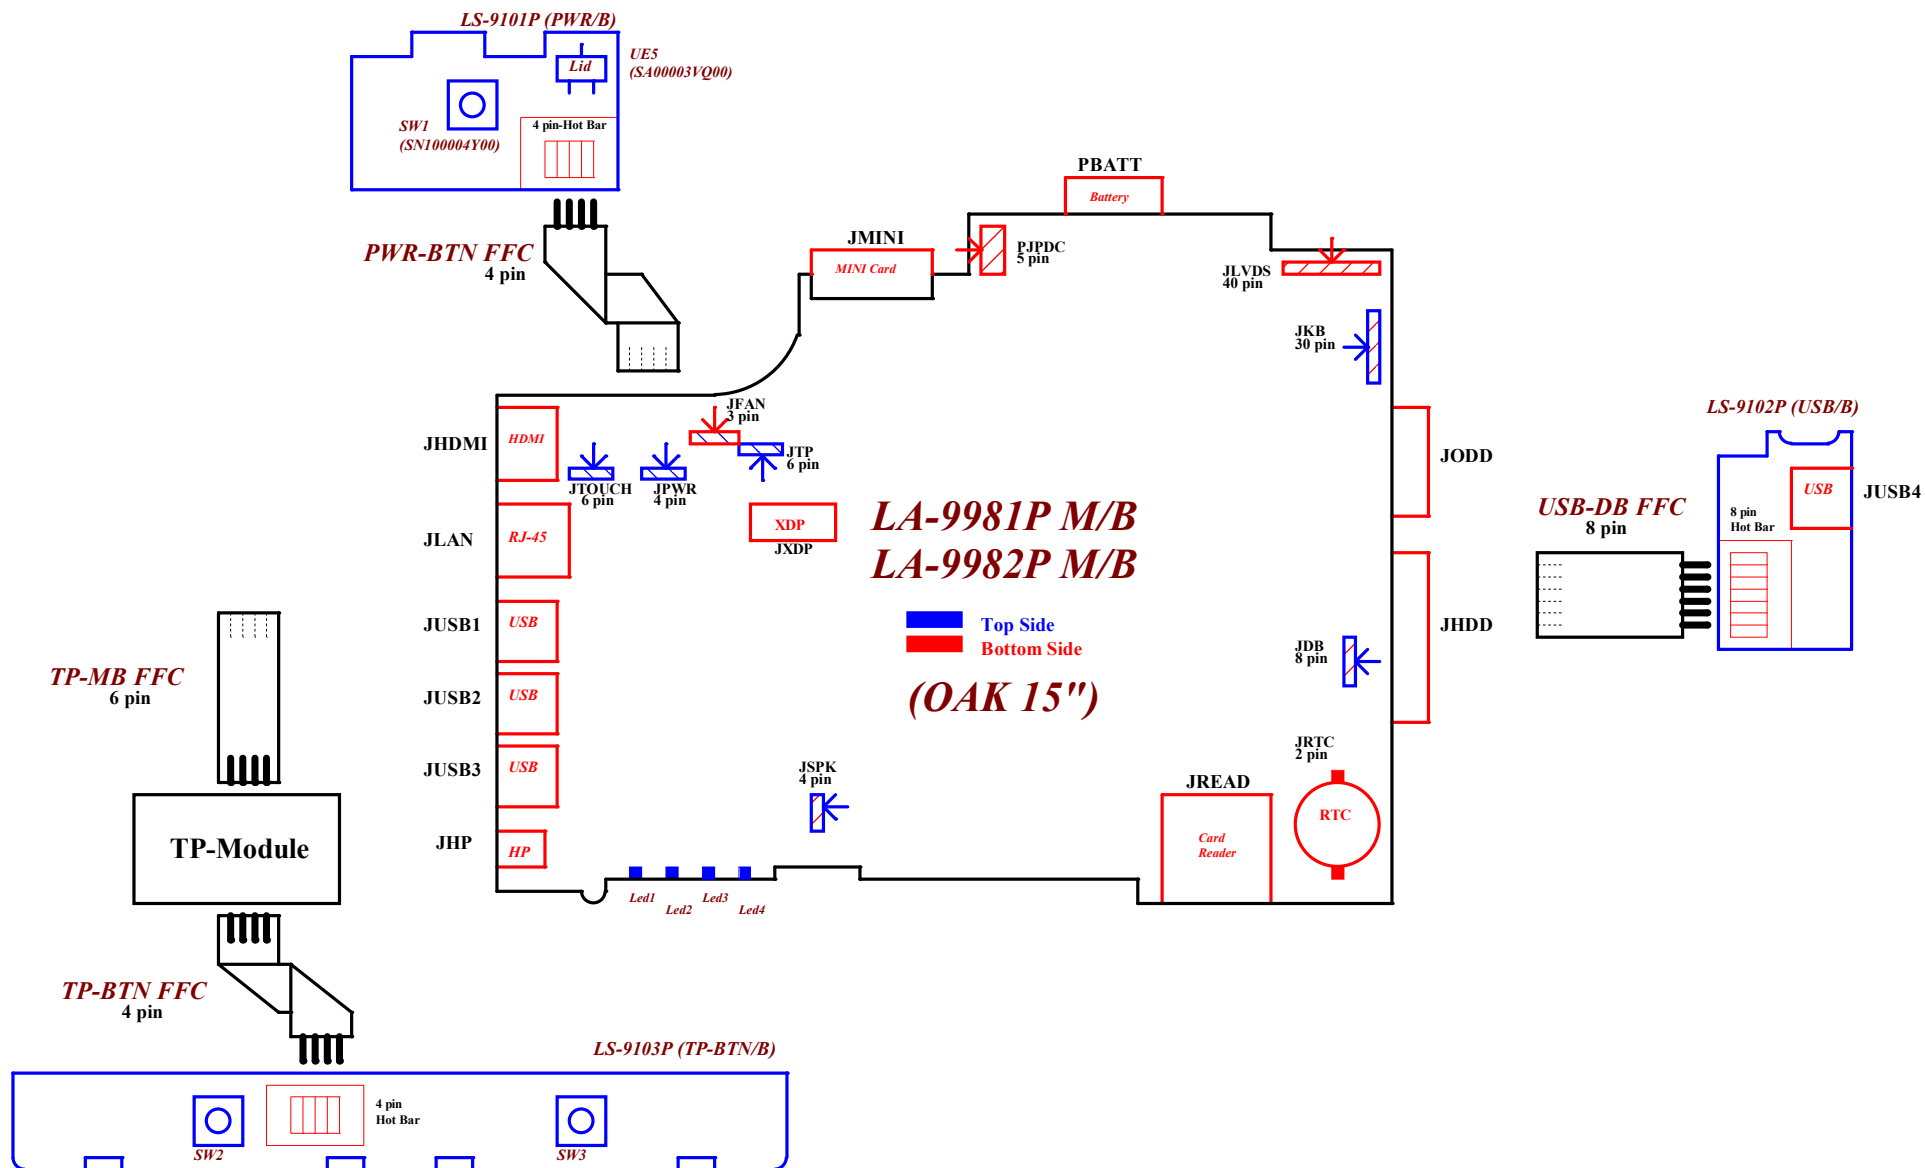 LS-9101P (PWR/B)
Lid
UE5
(SA00003VQ00)
SW1
(SN100004Y00)
4 pin-Hot Bar
PWR-BTN FFC
4 pin
PBATT
Battery
JMINI
MINI Card
PJPDC
5 pin
JLVDS
40 pin
JKB
30 pin
JFAN
3 pin
JTP
6 pin
JHDMI
HDMI
JTOUCH
6 pin
JPWR
4 pin
JLAN
RJ-45
XDP
JXDP
LA-9981P M/B
LA-9982P M/B
Top Side
Bottom Side
(OAK 15")
JODD
JHDD
JDB
8 pin
USB-DB FFC
8 pin
LS-9102P (USB/B)
USB
JUSB4
8 pin
Hot Bar
JUSB1
USB
JUSB2
USB
JUSB3
USB
JHP
HP
JSPK
4 pin
JREAD
Card
Reader
JRTC
2 pin
RTC
Led1
Led2
Led3
Led4
TP-MB FFC
6 pin
TP-Module
TP-BTN FFC
4 pin
LS-9103P (TP-BTN/B)
4 pin
Hot Bar
SW2
SW3